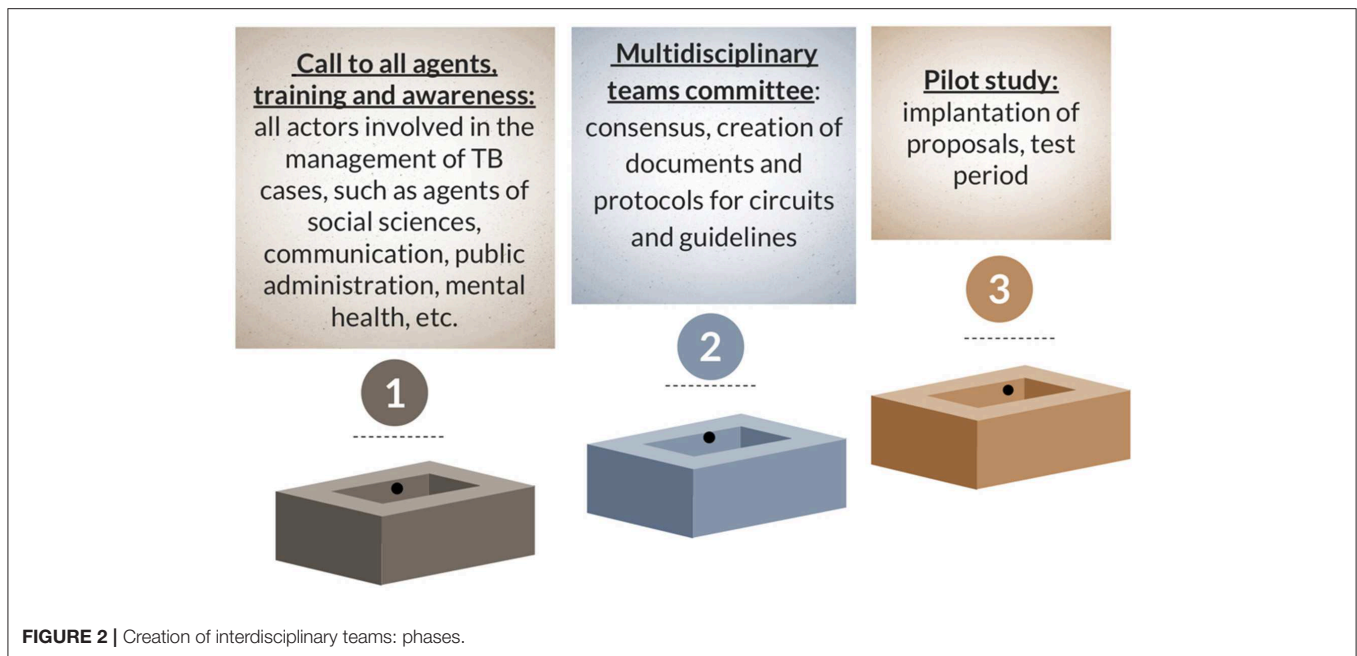 Call to all agents,
training and awareness:
all actors involved in the
management of TB
cases, such as agents of
social sciences,
communication, public
administration, mental
health, etc.
1
Multidisciplinary
teams committee:
consensus, creation of
documents and
protocols for circuits
and guidelines
2
Pilot study:
implantation of
proposals, test
period
3
FIGURE 2 | Creation of interdisciplinary teams: phases.